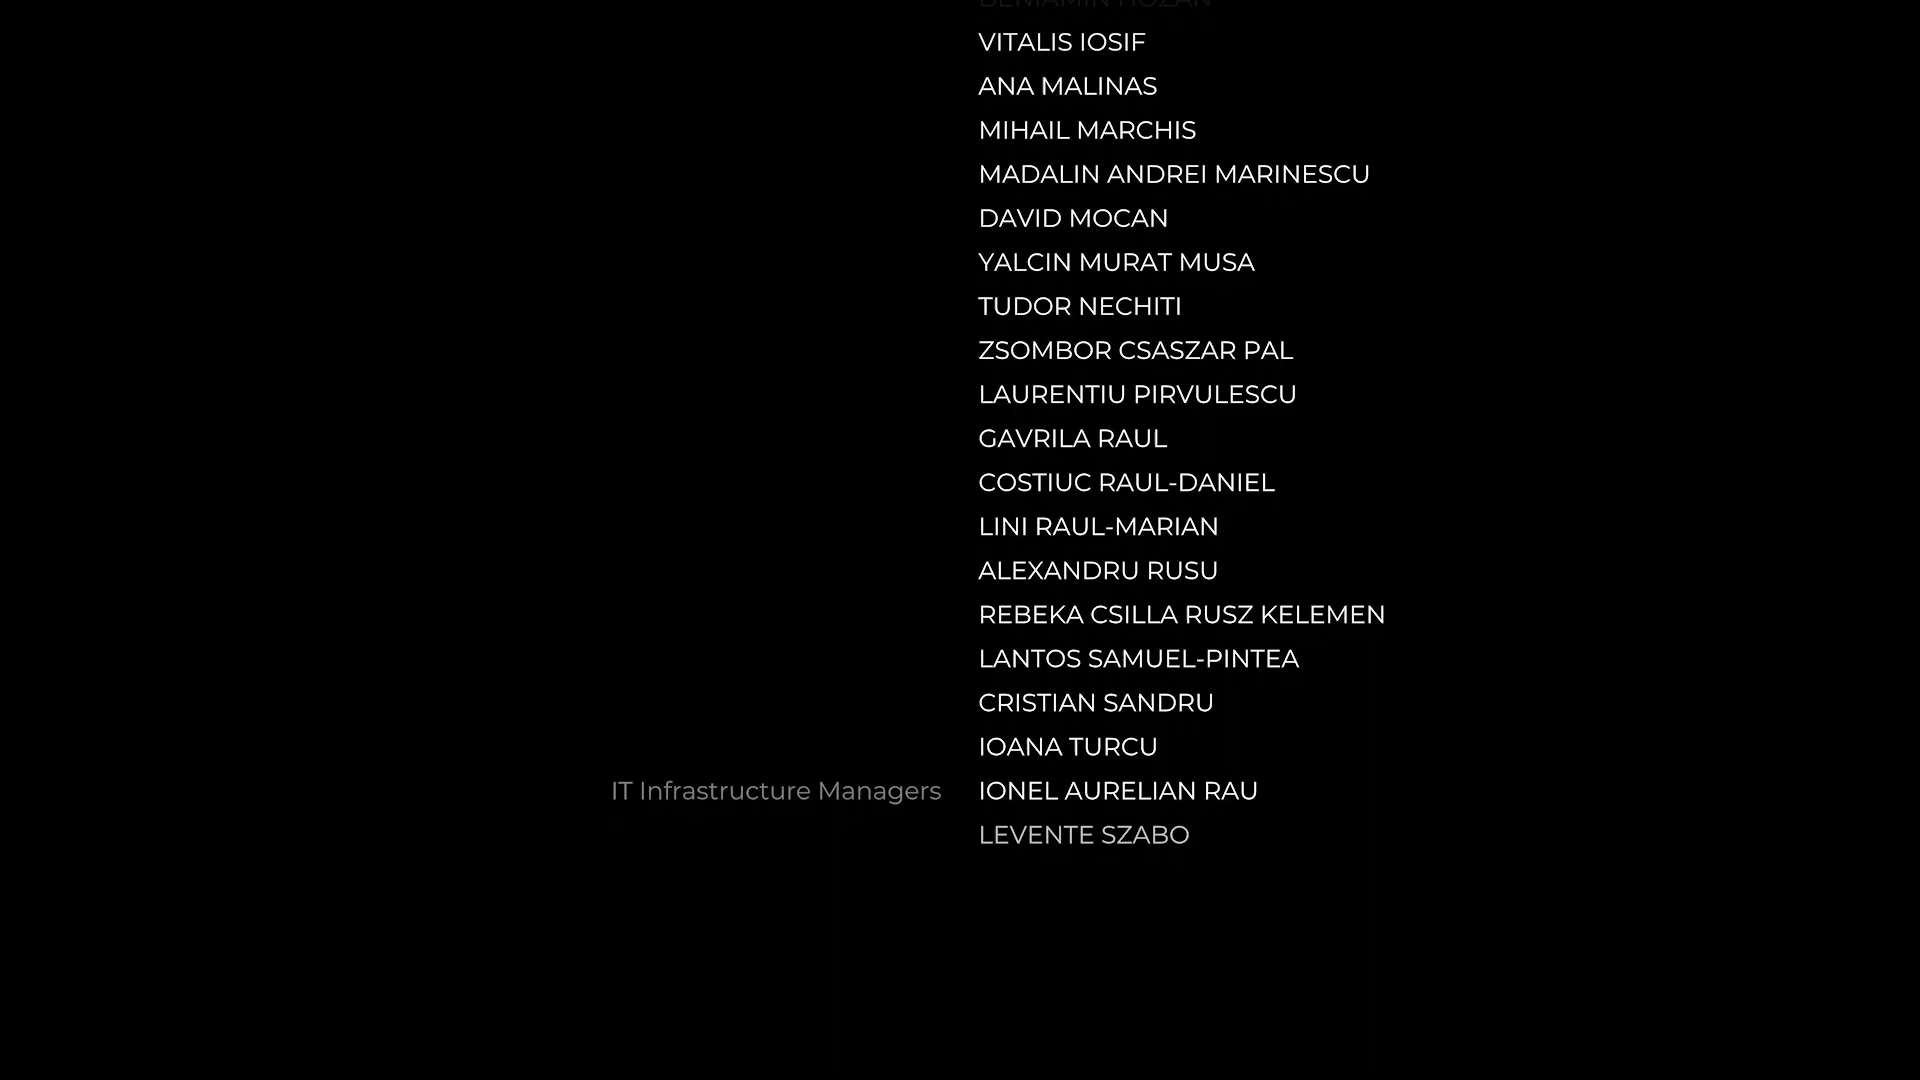 VITALIS IOSIF
ANA MALINAS
MIHAIL MARCHIS
MADALIN ANDREI MARINESCU
DAVID MOCAN
YALCIN MURAT MUSA
TUDOR NECHITI
ZSOMBOR CSASZAR PAL
LAURENTIU PIRVULESCU
GAVRILA RAUL
COSTIUC RAUL-DANIEL
LINI RAUL-MARIAN
ALEXANDRU RUSU
REBEKA CSILLA RUSZ KELEMEN
LANTOS SAMUEL-PINTEA
CRISTIAN SANDRU
IOANA TURCU
IT Infrastructure Managers IONEL AURELIAN RAU
LEVENTE SZABO